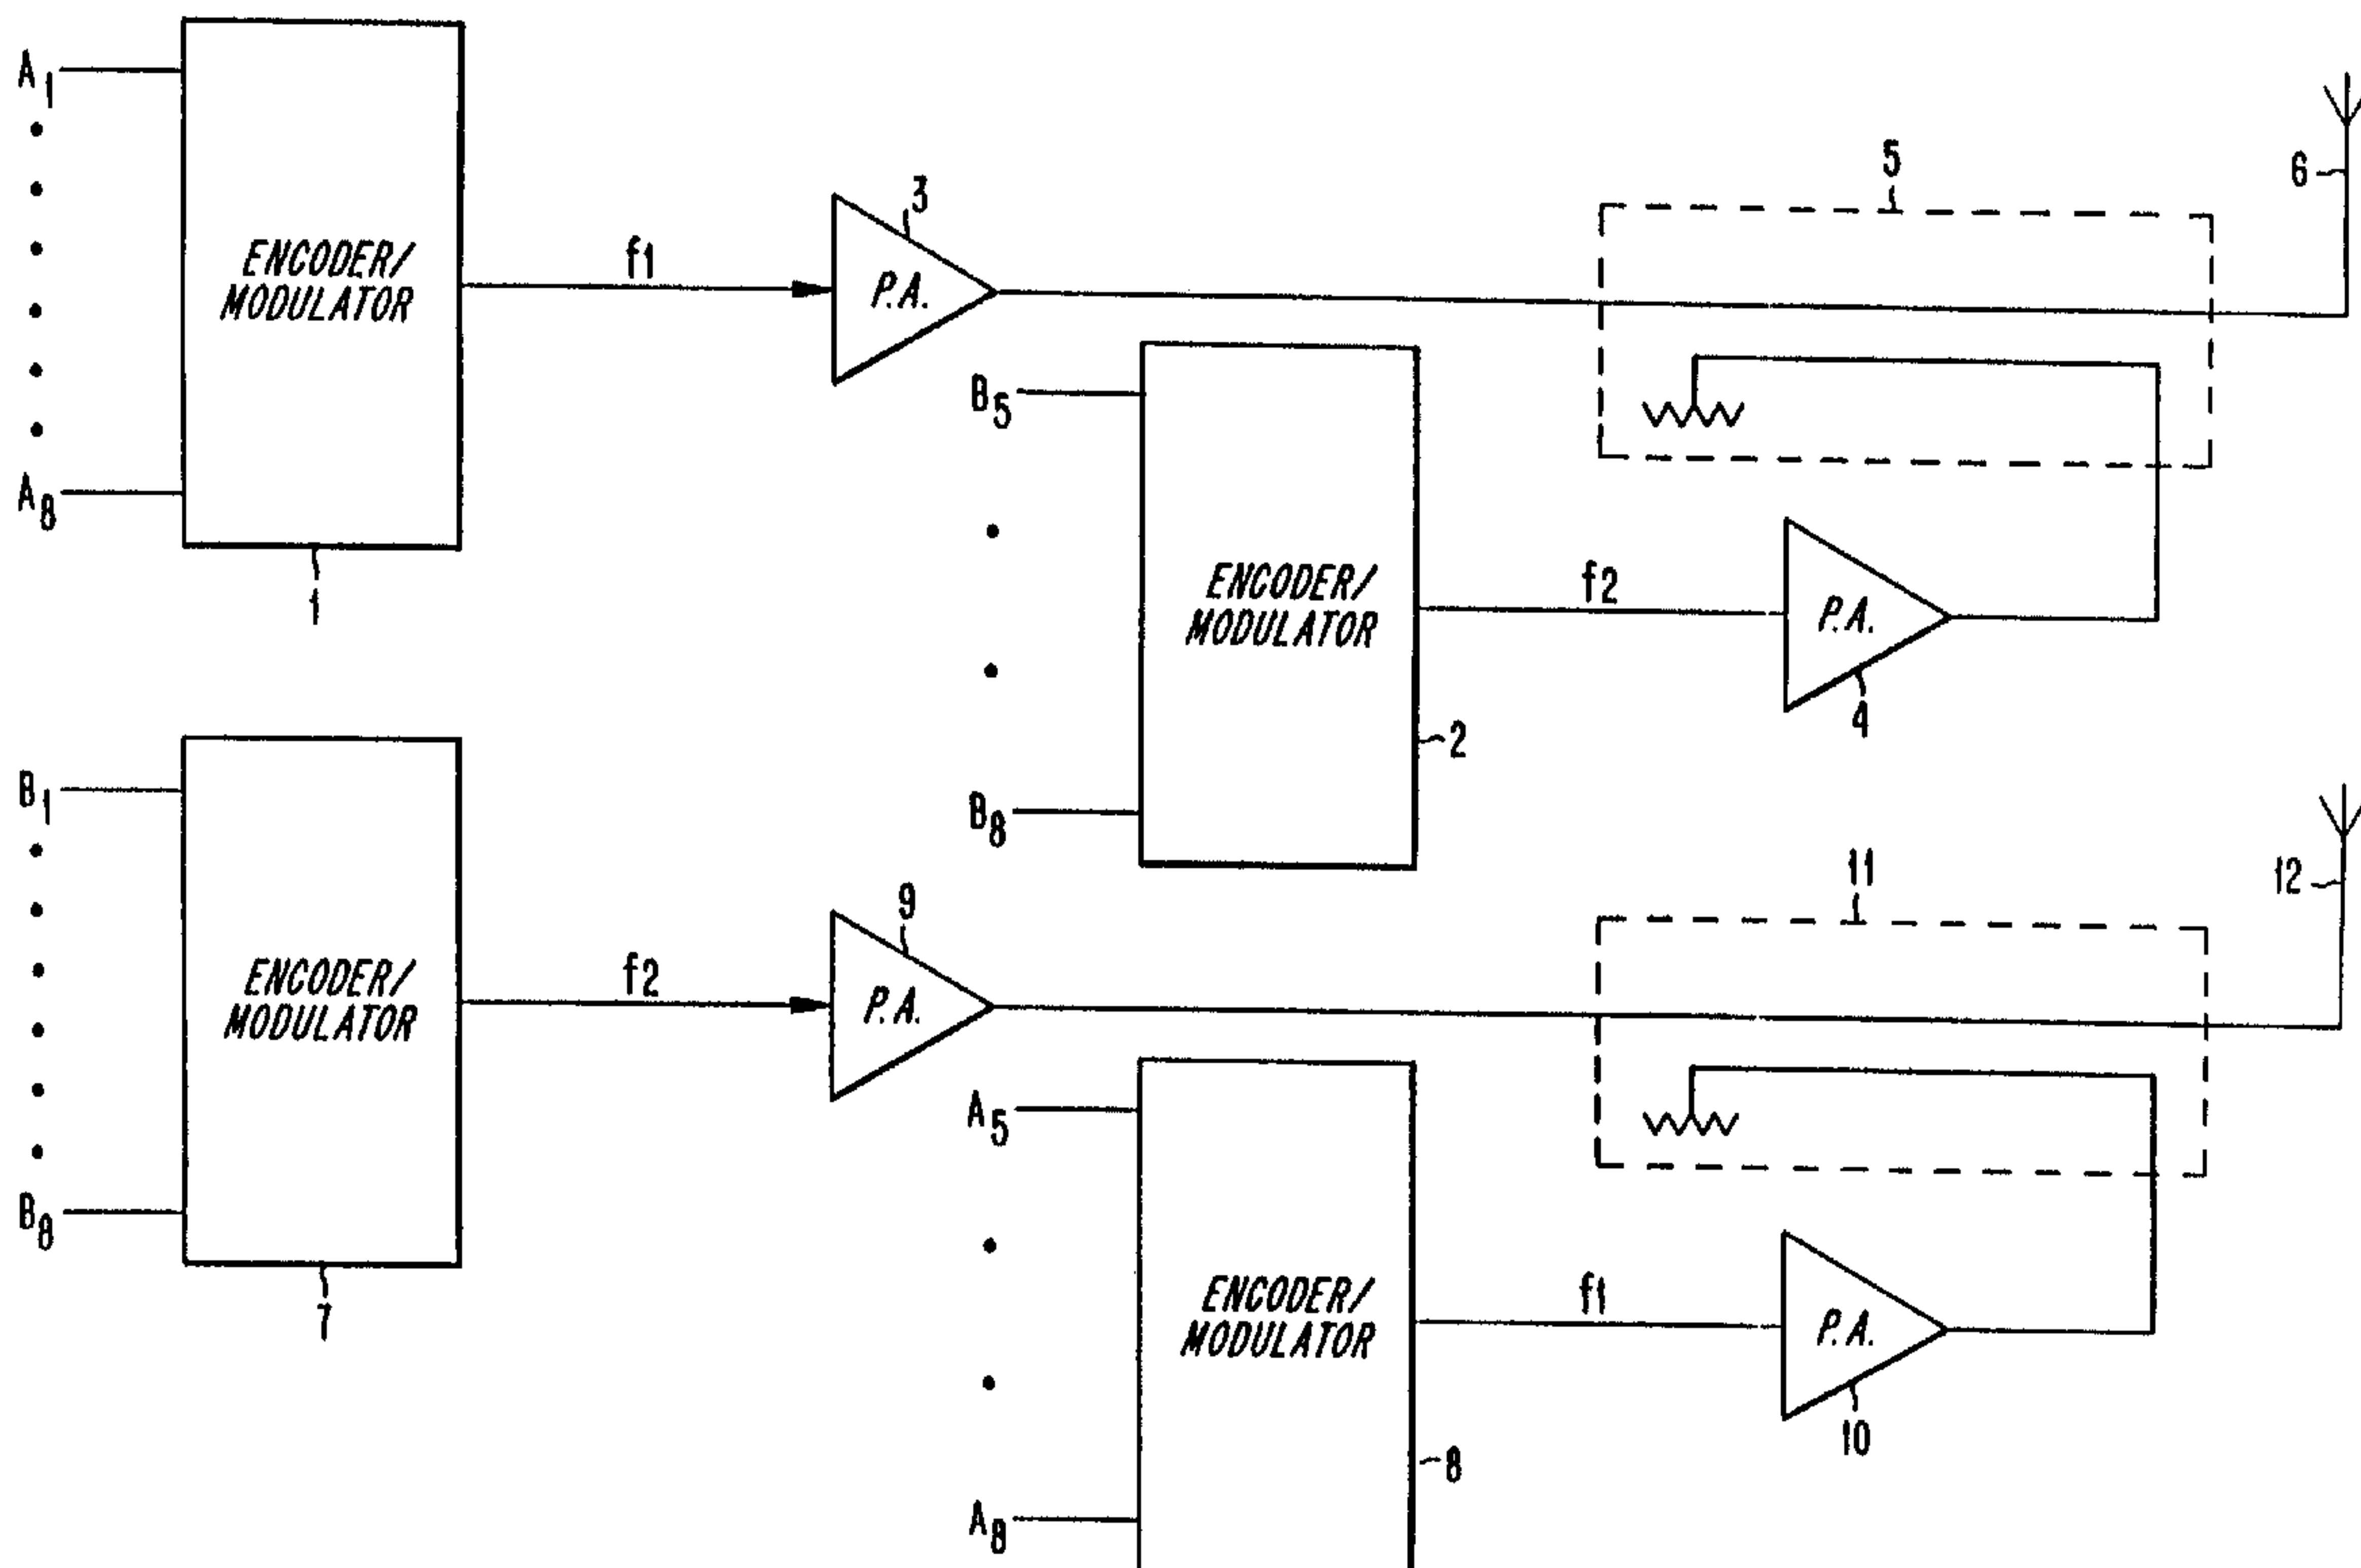 A1
ENCODER/
MODULATOR
1
f1
3
P.A.
5
6
B5
B8
ENCODER/
MODULATOR
2
f2
P.A.
4
A8
B1
B8
ENCODER/
MODULATOR
7
f2
9
P.A.
11
12
A5
A8
ENCODER/
MODULATOR
8
f1
P.A.
10